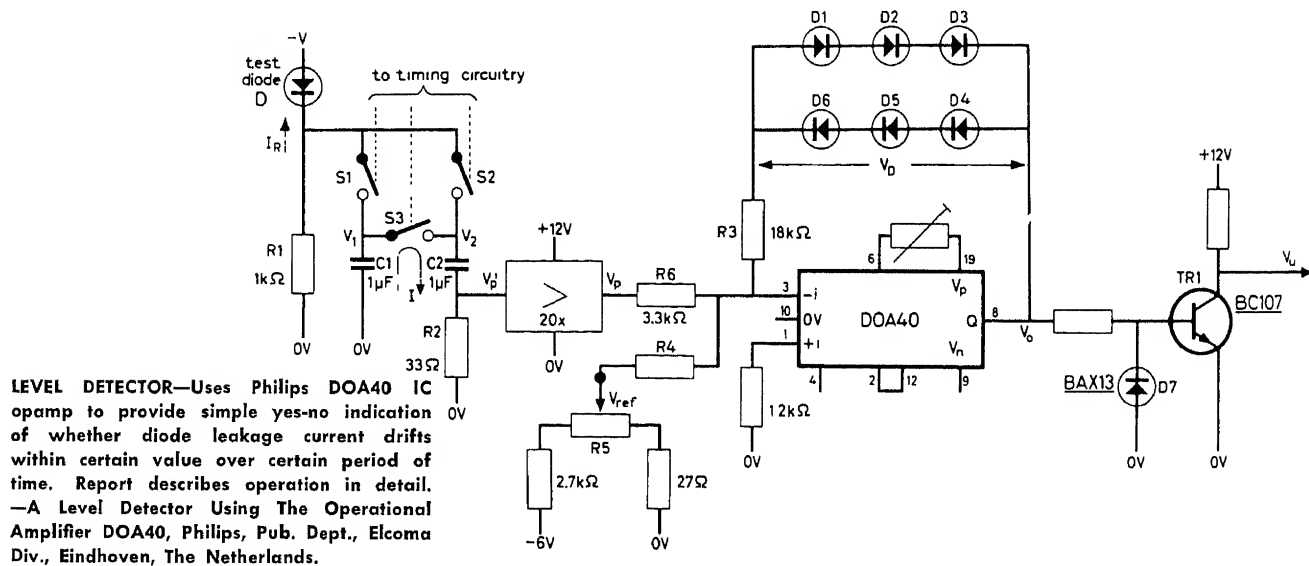 D1 D2 D3
-V
test
diode
D
to timing circuitry
D6 D5 D4
VD
+12V
IR
S1 S2
S3
V1 V2
R1
1kΩ
C1
1µF
C2
1µF
I
Vp'
+12V
>
20x
0V
Vp
R6
3.3kΩ
R3
18kΩ
6 19
Vp
3 -i
10 0V
1 +i
DOA40
Q 8
Vn
4 2 12 9
Vo
TR1
BC107
Vu
R2
33Ω
R4
Vref
R5
12kΩ
BAX13 D7
0V 0V 0V 0V 0V 0V
2.7kΩ
27Ω
-6V 0V
LEVEL DETECTOR—Uses Philips DOA40 IC
opamp to provide simple yes-no indication
of whether diode leakage current drifts
within certain value over certain period of
time. Report describes operation in detail.
—A Level Detector Using The Operational
Amplifier DOA40, Philips, Pub. Dept., Elcoma
Div., Eindhoven, The Netherlands.